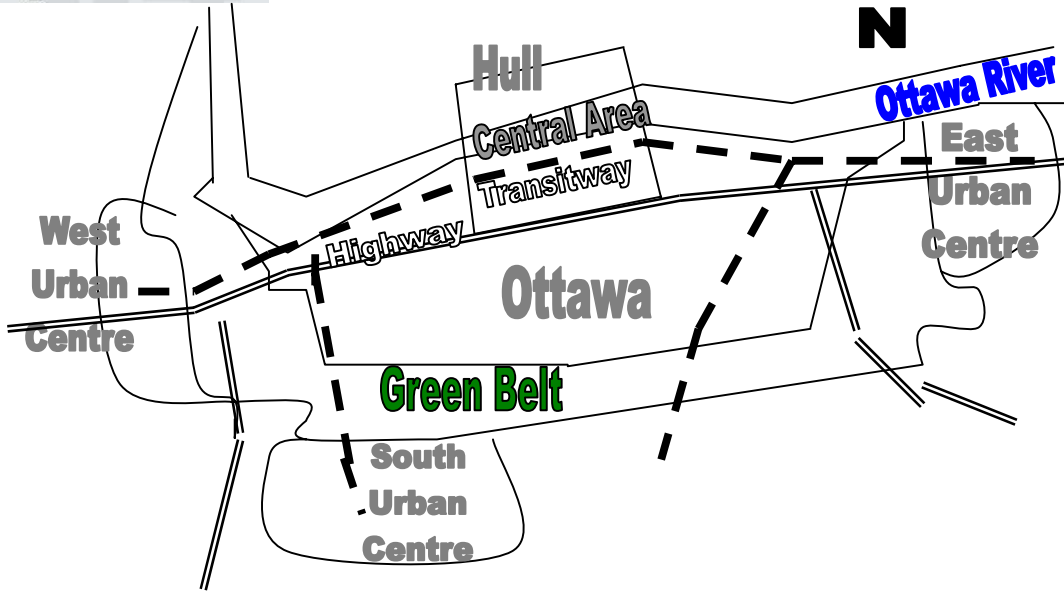 N
Hull
Ottawa River
Central Area
East
Urban
Centre
Transitway
West
Urban
Centre
Highway
Ottawa
Green Belt
South
Urban
Centre